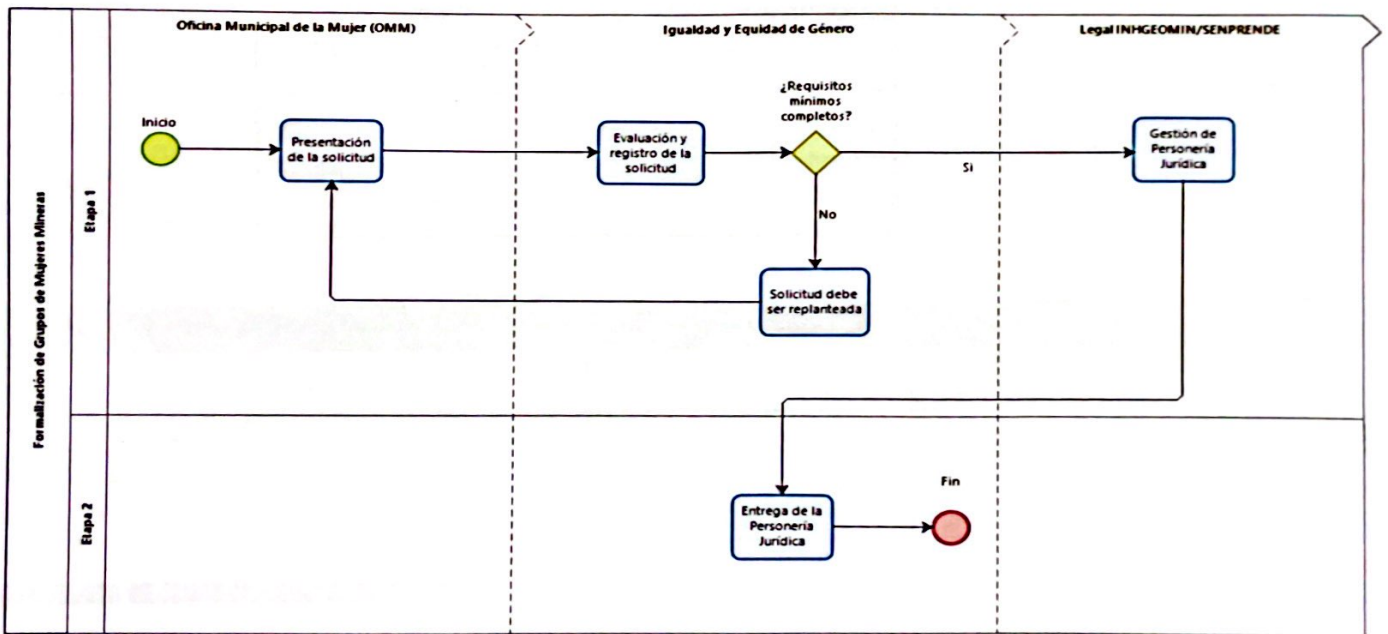 Oficina Municipal de la Mujer (OMM)
Igualdad y Equidad de Género
Legal INHGEOMIN/SENPRENDE
Formalización de Grupos de Mujeres Mineras
Etapa 1
Inicio
Presentación
de la solicitud
Evaluación y
registro de la
solicitud
¿Requisitos
mínimos
completos?
Si
No
Gestión de
Personería
Jurídica
Solicitud debe
ser replanteada
Etapa 2
Entrega de la
Personería
Jurídica
Fin